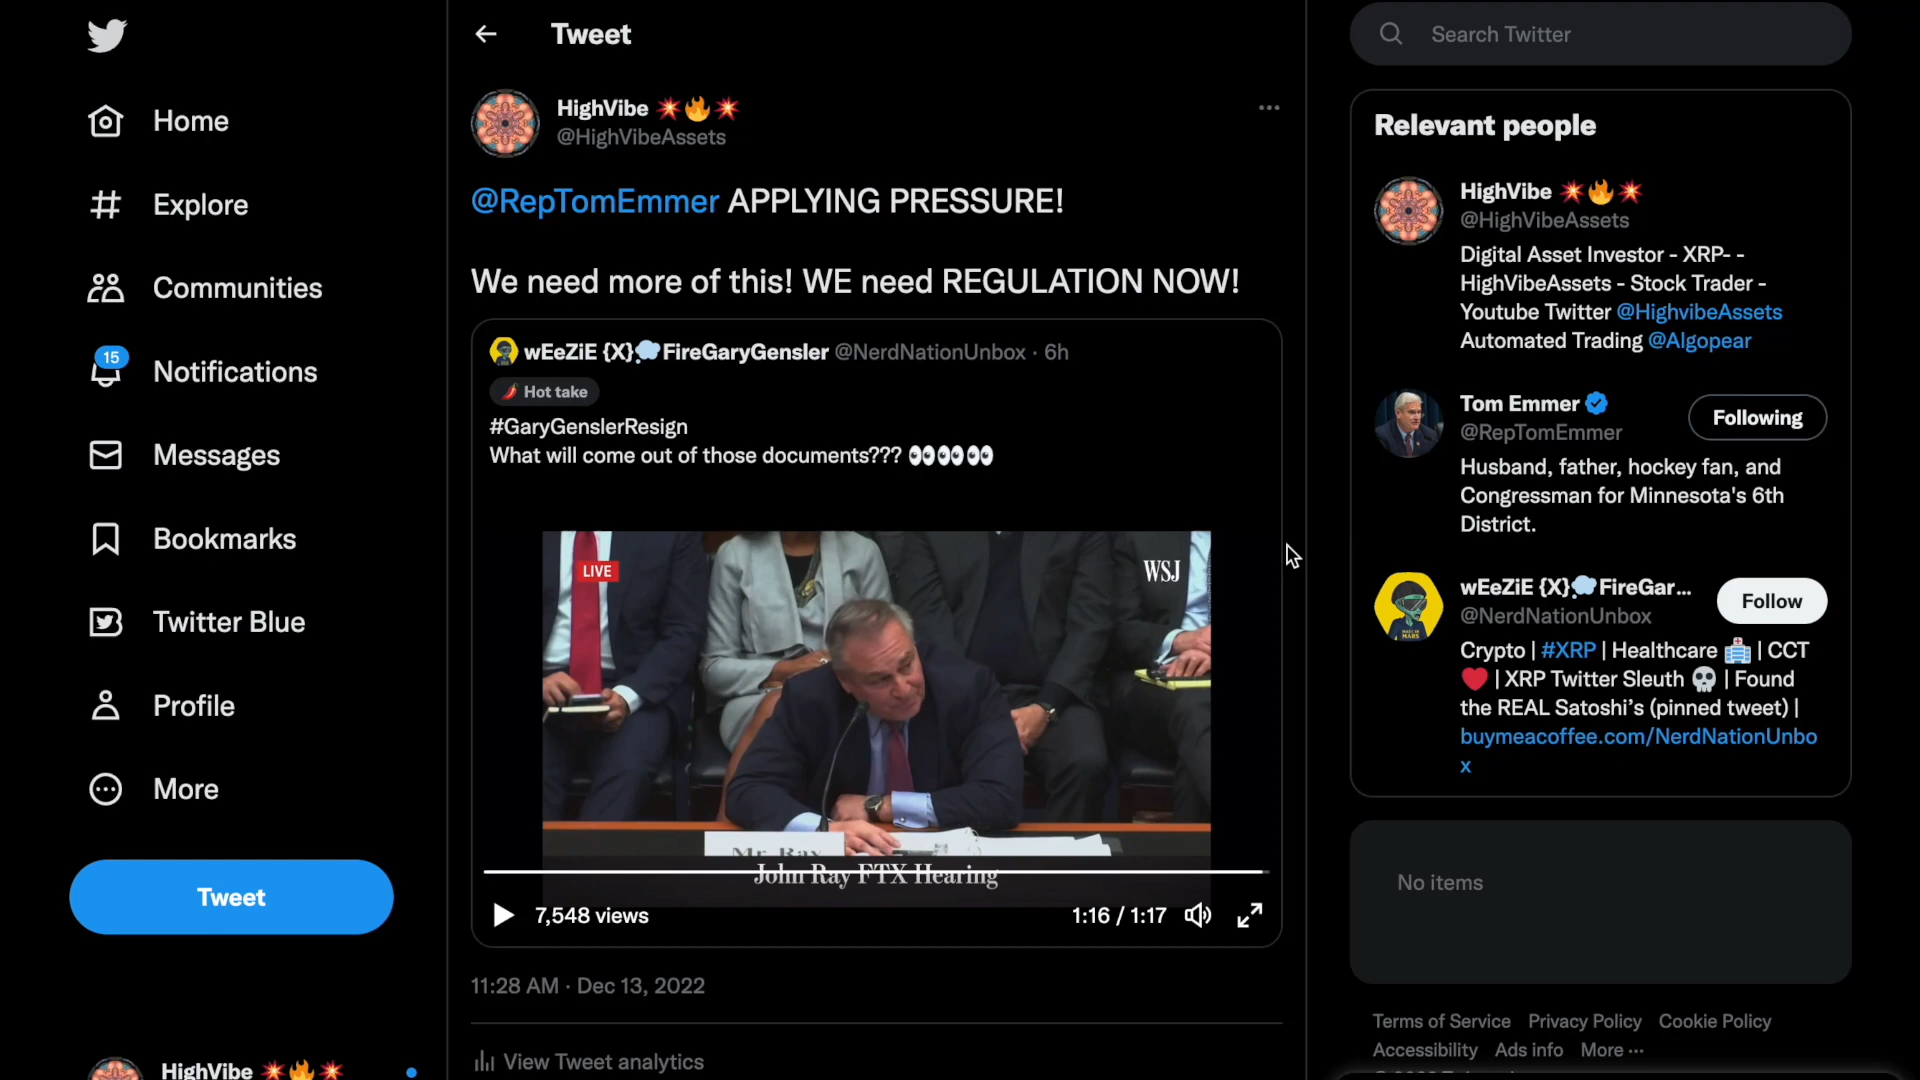 Home
Explore
Communities
15
Notifications
Messages
Bookmarks
Twitter Blue
Profile
More
Tweet
HighVibe 💥🔥💥
Tweet
HighVibe 💥🔥💥
@HighVibeAssets
@RepTomEmmer APPLYING PRESSURE!
We need more of this! WE need REGULATION NOW!
wEeZiE {X}💭FireGaryGensler @NerdNationUnbox · 6h
🌶️ Hot take
#GaryGenslerResign
What will come out of those documents??? 👀👀👀
LIVE
WSJ
Mr. Ray
John Ray FTX Hearing
7,548 views
1:16 / 1:17
11:28 AM · Dec 13, 2022
View Tweet analytics
Search Twitter
Relevant people
HighVibe 💥🔥💥
@HighVibeAssets
Digital Asset Investor - XRP- -
HighVibeAssets - Stock Trader -
Youtube Twitter @HighvibeAssets
Automated Trading @Algopear
Tom Emmer
@RepTomEmmer
Following
Husband, father, hockey fan, and
Congressman for Minnesota's 6th
District.
wEeZiE {X}💭FireGar...
@NerdNationUnbox
Follow
Crypto | #XRP | Healthcare 🏥 | CCT
❤️ | XRP Twitter Sleuth 💀 | Found
the REAL Satoshi's (pinned tweet) |
buymeacoffee.com/NerdNationUnbo
x
No items
Terms of Service Privacy Policy Cookie Policy
Accessibility Ads info More ···